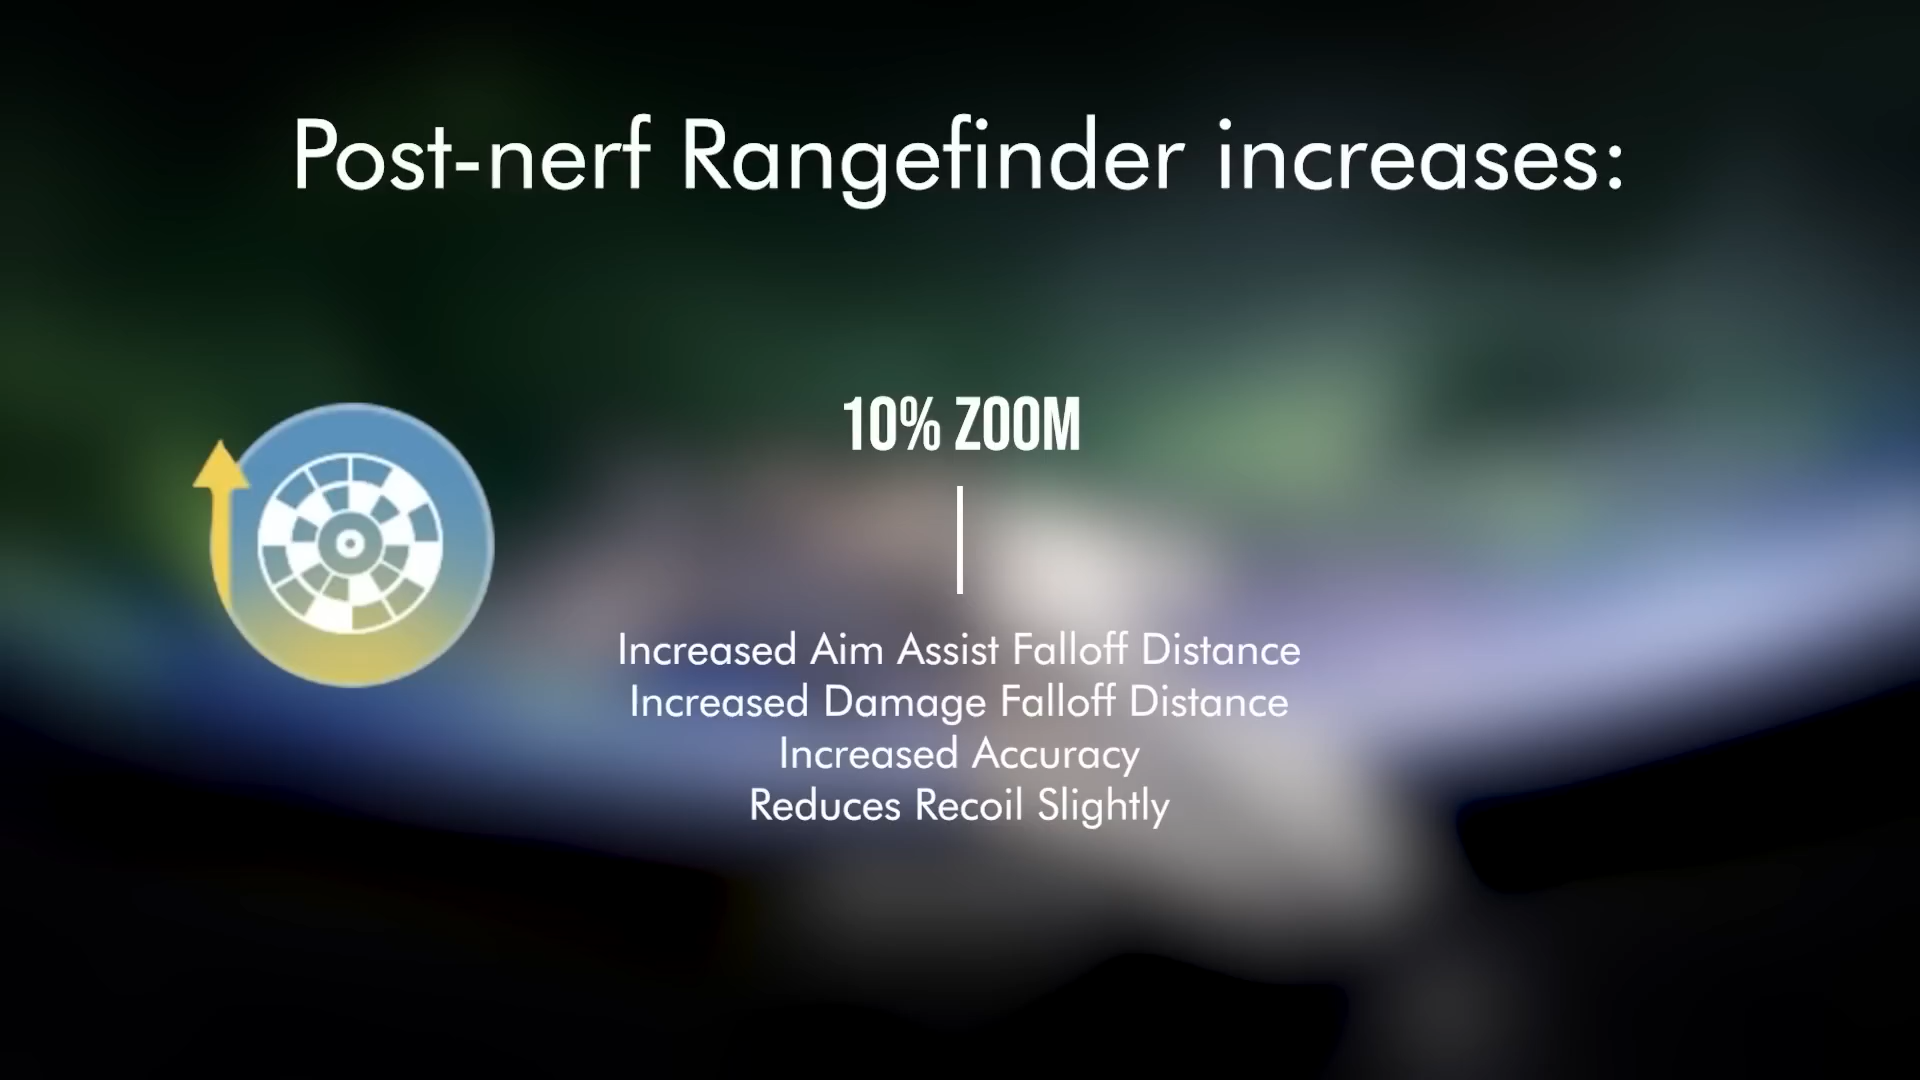 Post-nerf Rangefinder increases:
10% ZOOM
Increased Aim Assist Falloff Distance
Increased Damage Falloff Distance
Increased Accuracy
Reduces Recoil Slightly